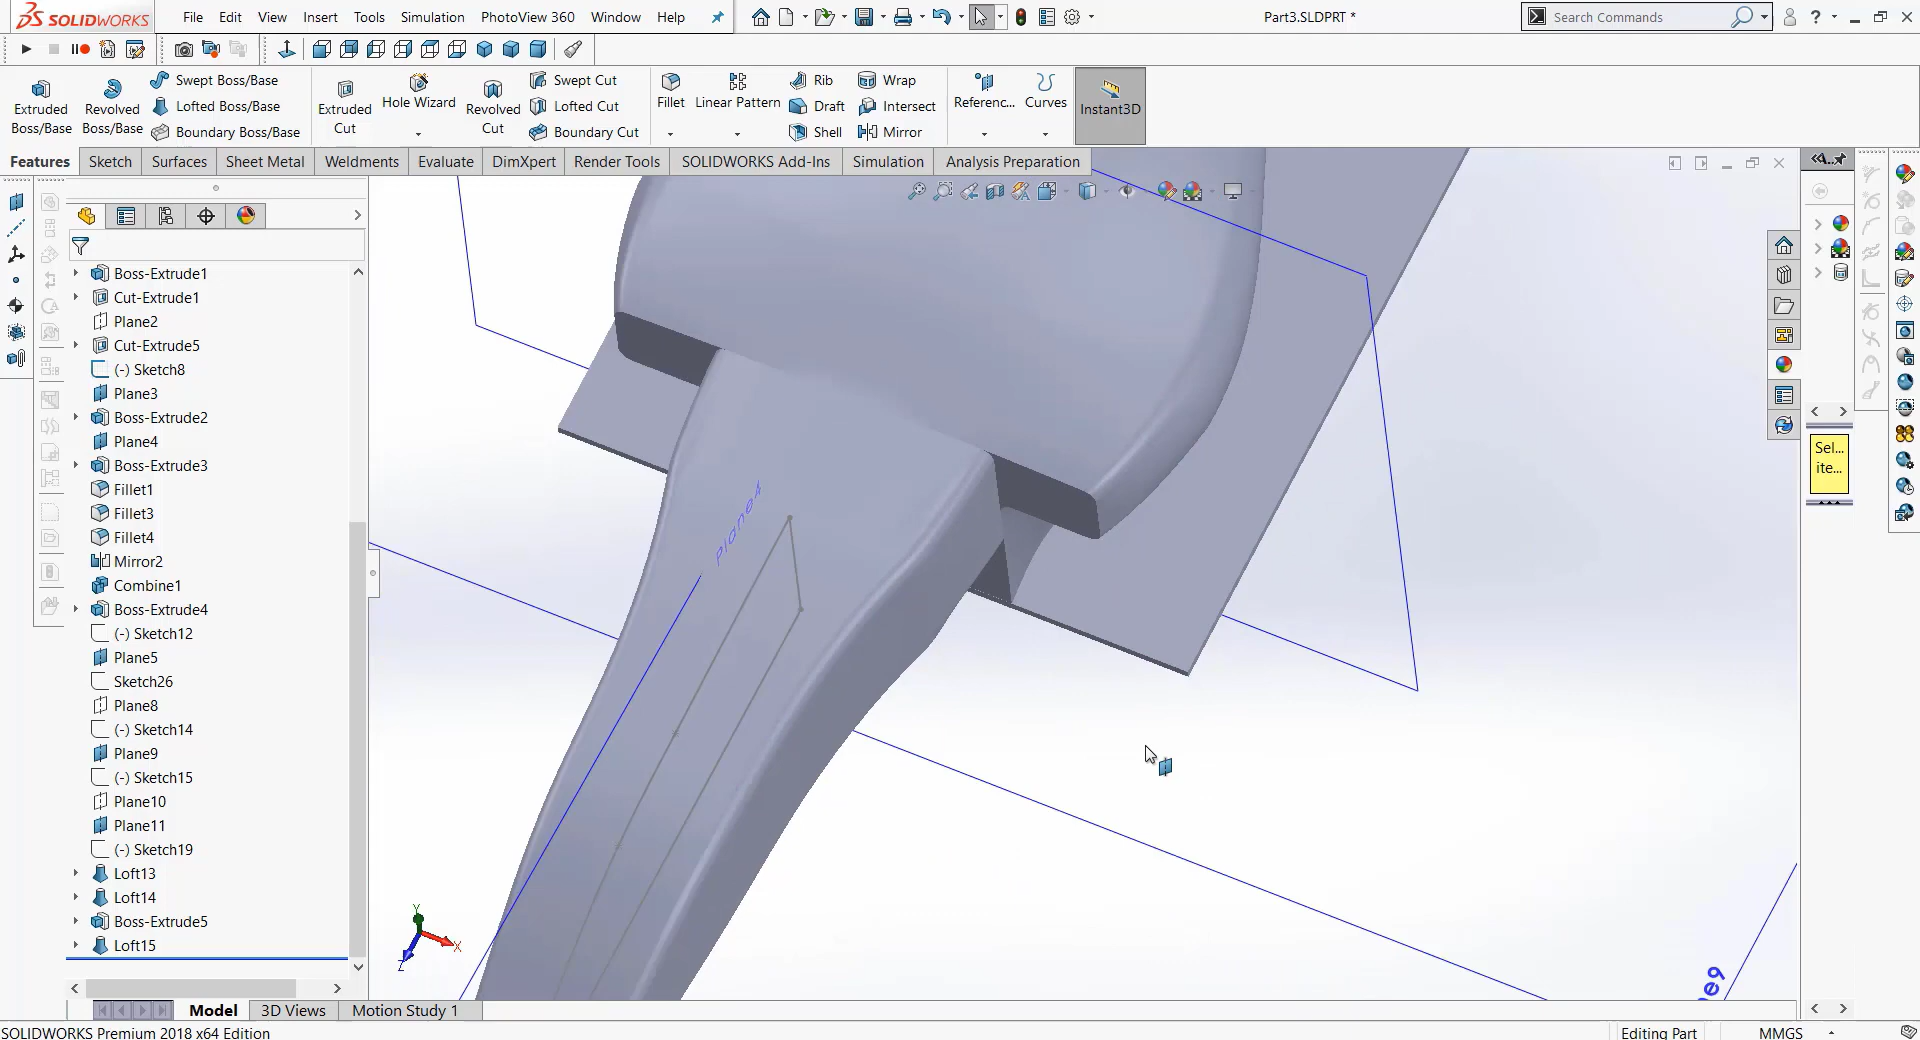 SOLIDWORKS
File Edit View Insert Tools Simulation PhotoView 360 Window Help
Part3.SLDPRT *
Search Commands
Extruded Boss/Base
Revolved Boss/Base
Swept Boss/Base
Lofted Boss/Base
Boundary Boss/Base
Extruded Cut
Hole Wizard
Revolved Cut
Swept Cut
Lofted Cut
Boundary Cut
Fillet
Linear Pattern
Rib
Draft
Shell
Wrap
Intersect
Mirror
Referenc...
Curves
Instant3D
Features Sketch Surfaces Sheet Metal Weldments Evaluate DimXpert Render Tools SOLIDWORKS Add-Ins Simulation Analysis Preparation
Boss-Extrude1
Cut-Extrude1
Plane2
Cut-Extrude5
(-) Sketch8
Plane3
Boss-Extrude2
Plane4
Boss-Extrude3
Fillet1
Fillet3
Fillet4
Mirror2
Combine1
Boss-Extrude4
(-) Sketch12
Plane5
Sketch26
Plane8
(-) Sketch14
Plane9
(-) Sketch15
Plane10
Plane11
(-) Sketch19
Loft13
Loft14
Boss-Extrude5
Loft15
Plane4
Sel...
ite...
Y
X
Z
Model 3D Views Motion Study 1
SOLIDWORKS Premium 2018 x64 Edition
Editing Part
MMGS